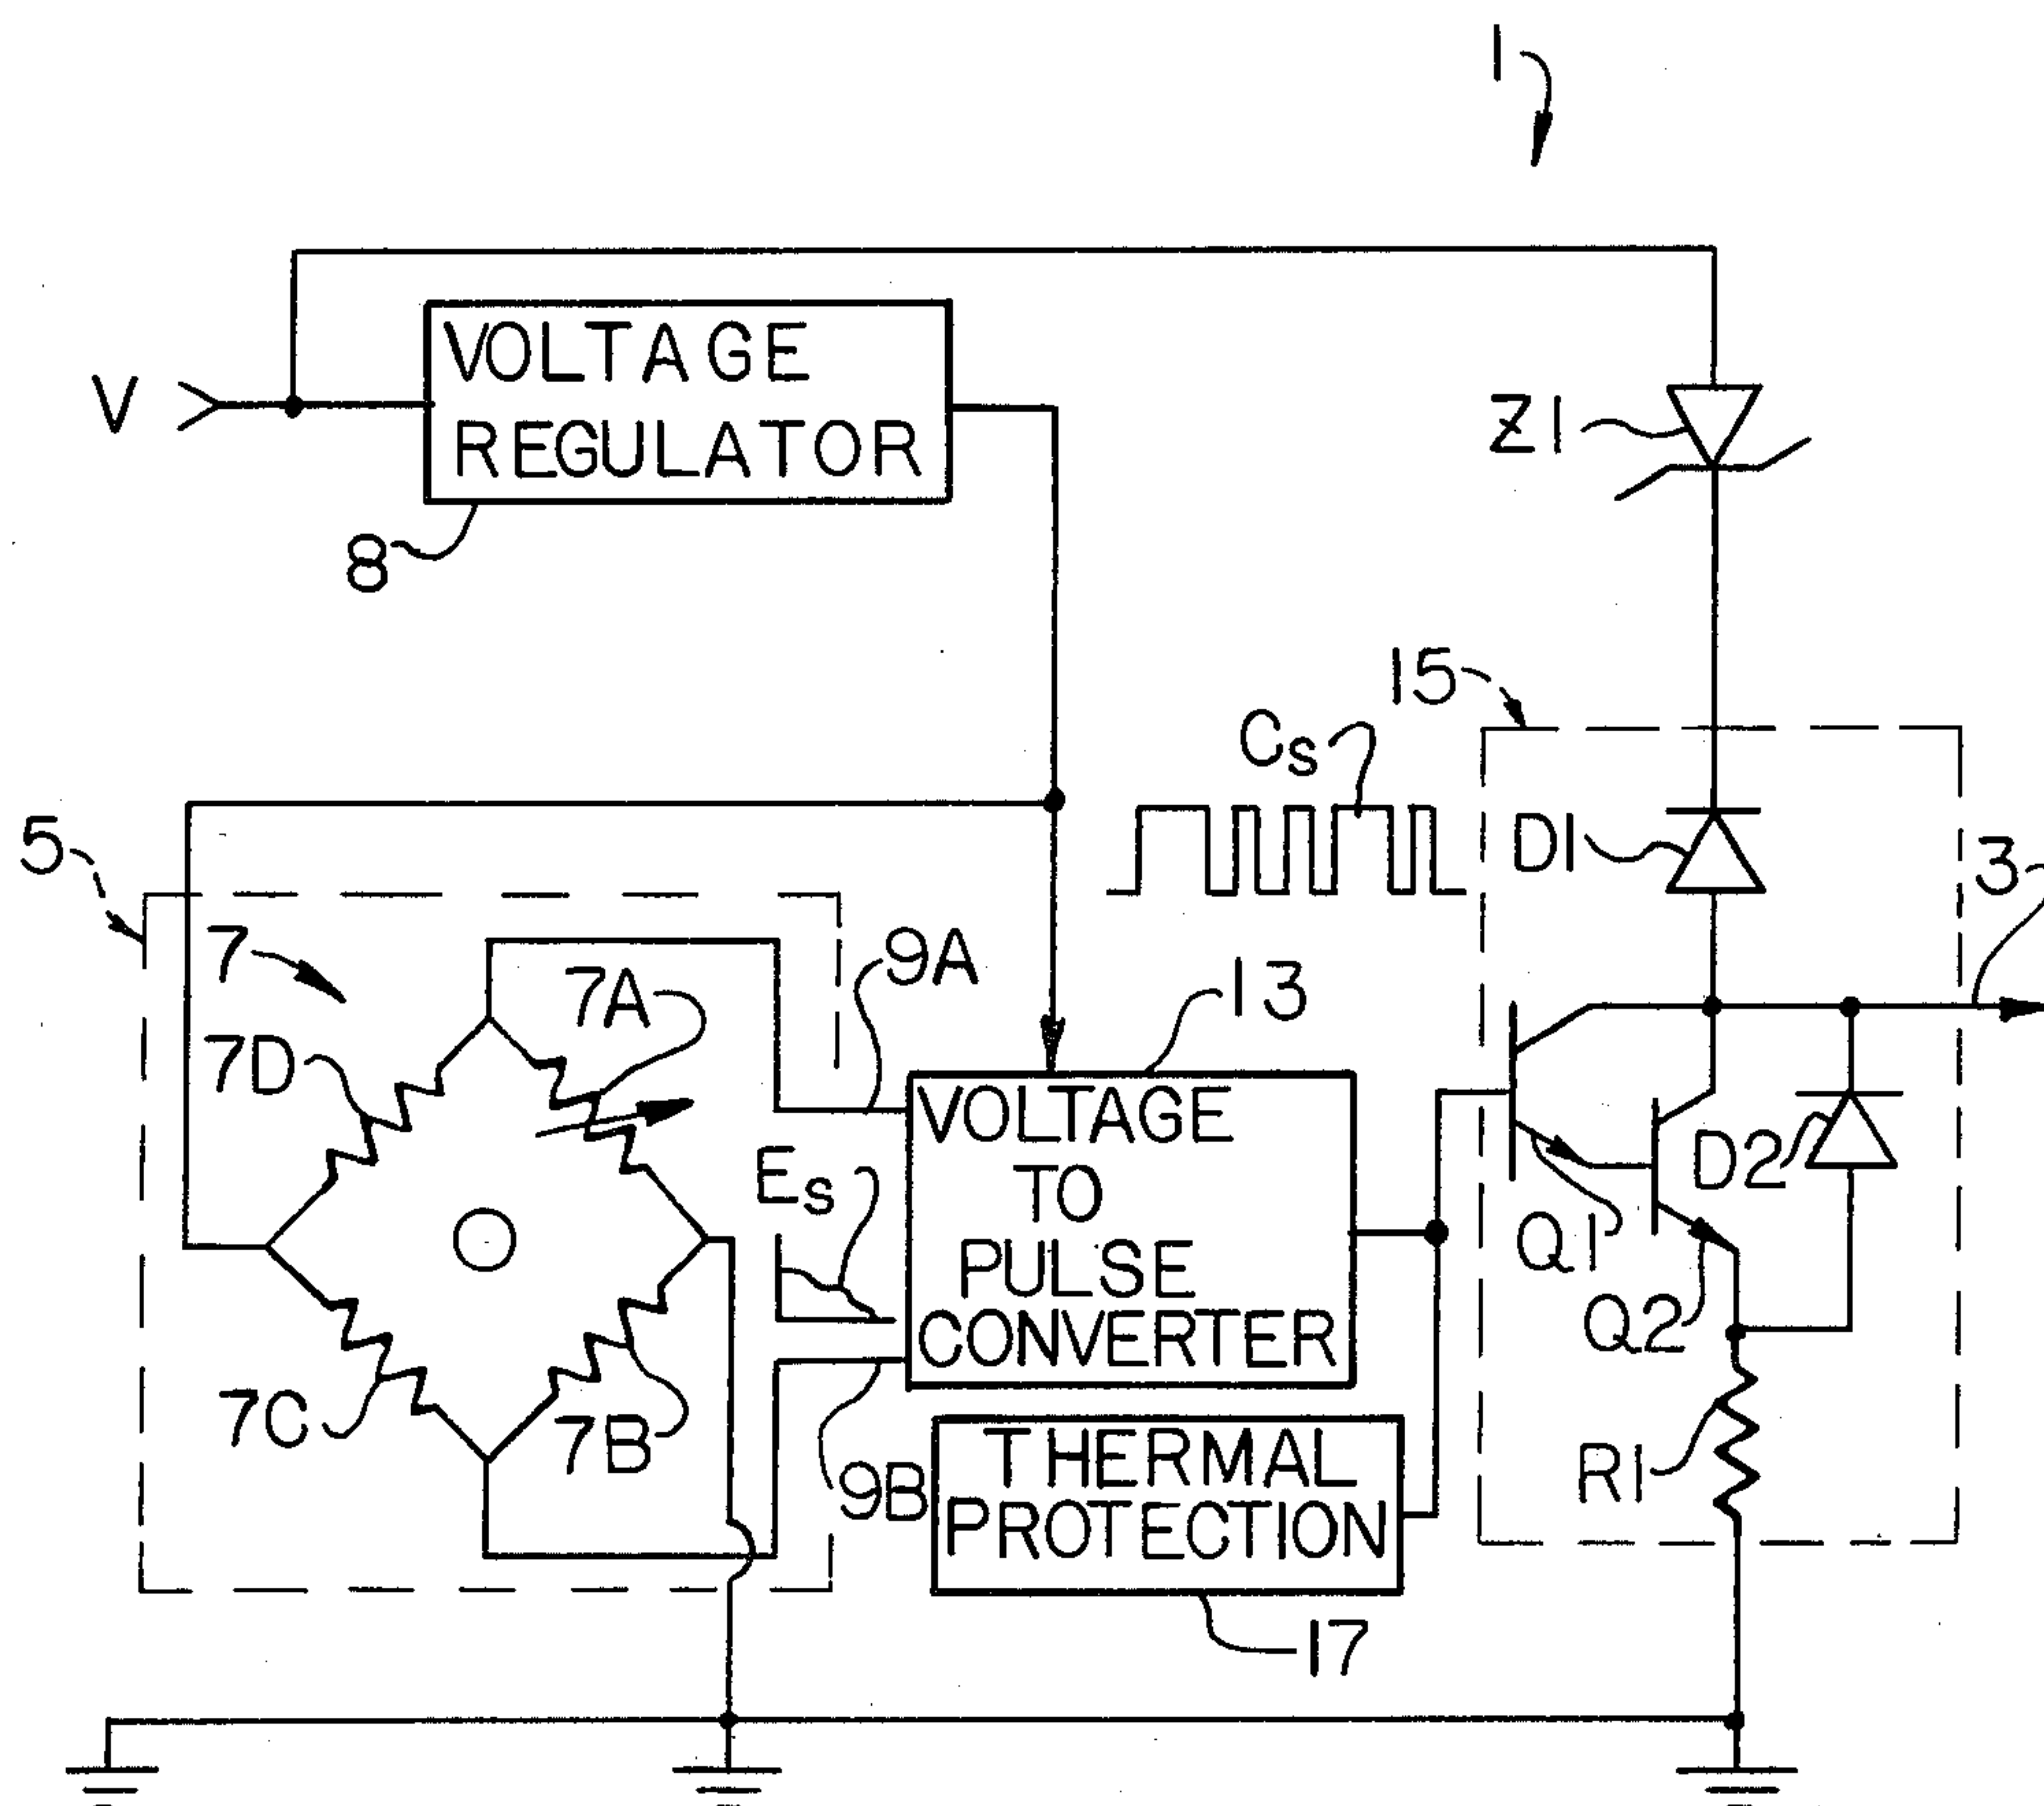 1
V
VOLTAGE
REGULATOR
Z1
8
15
Cs
5
D1
3
7
9A
7A
13
7D
VOLTAGE
TO
PULSE
CONVERTER
Es
D2
Q1
Q2
7C
7B
THERMAL
PROTECTION
9B
R1
17